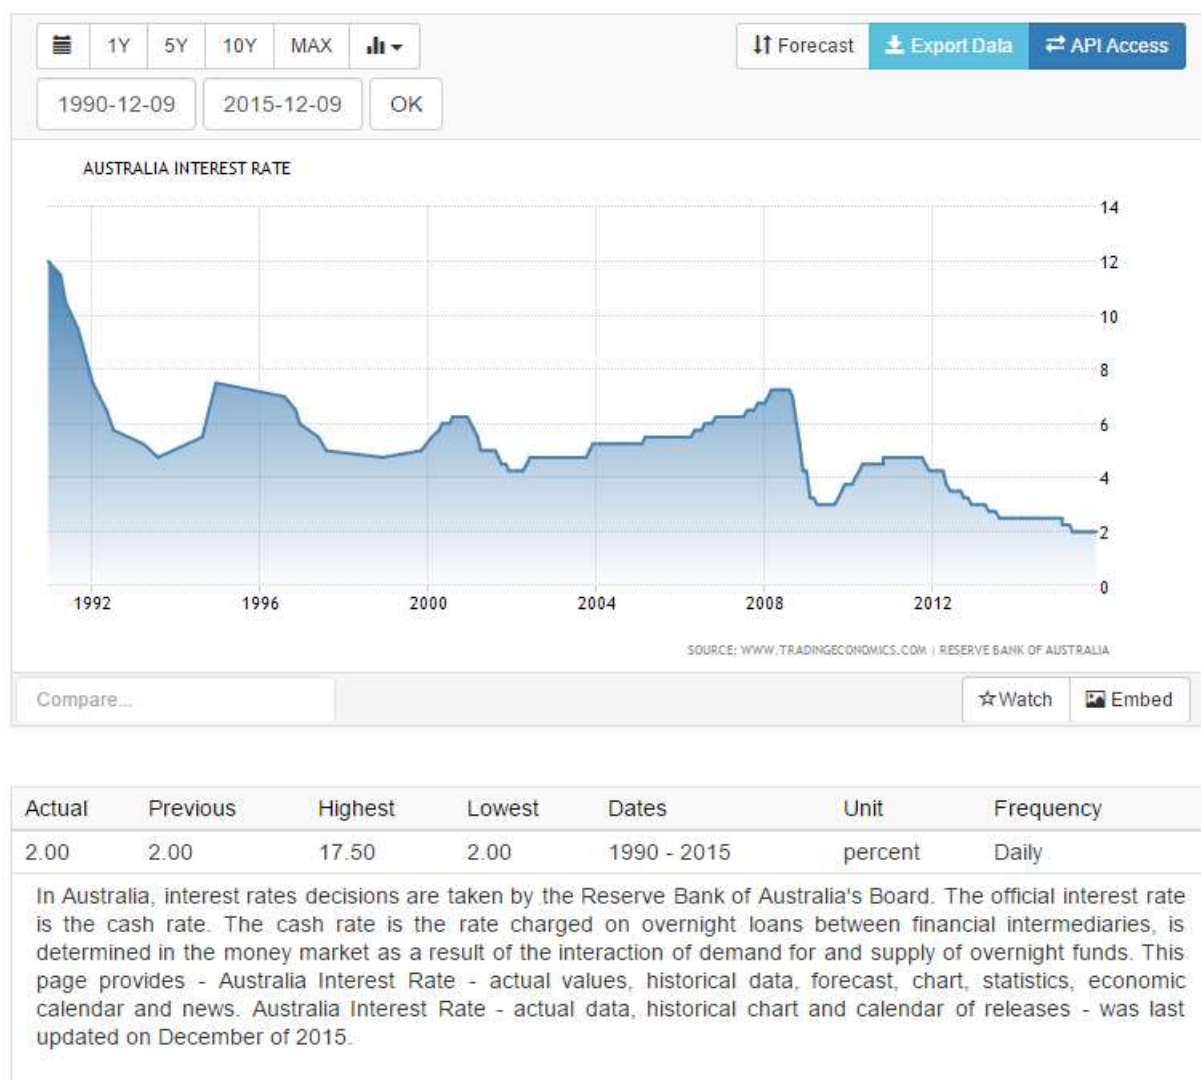 1Y 5Y 10Y MAX Forecast Export Data API Access
1990-12-09 2015-12-09 OK
AUSTRALIA INTEREST RATE
14
12
10
8
6
4
2
0
1992 1996 2000 2004 2008 2012
SOURCE: WWW.TRADINGECONOMICS.COM | RESERVE BANK OF AUSTRALIA
Compare... Watch Embed
Actual Previous Highest Lowest Dates Unit Frequency
2.00 2.00 17.50 2.00 1990 - 2015 percent Daily
In Australia, interest rates decisions are taken by the Reserve Bank of Australia's Board. The official interest rate
is the cash rate. The cash rate is the rate charged on overnight loans between financial intermediaries, is
determined in the money market as a result of the interaction of demand for and supply of overnight funds. This
page provides - Australia Interest Rate - actual values, historical data, forecast, chart, statistics, economic
calendar and news. Australia Interest Rate - actual data, historical chart and calendar of releases - was last
updated on December of 2015.